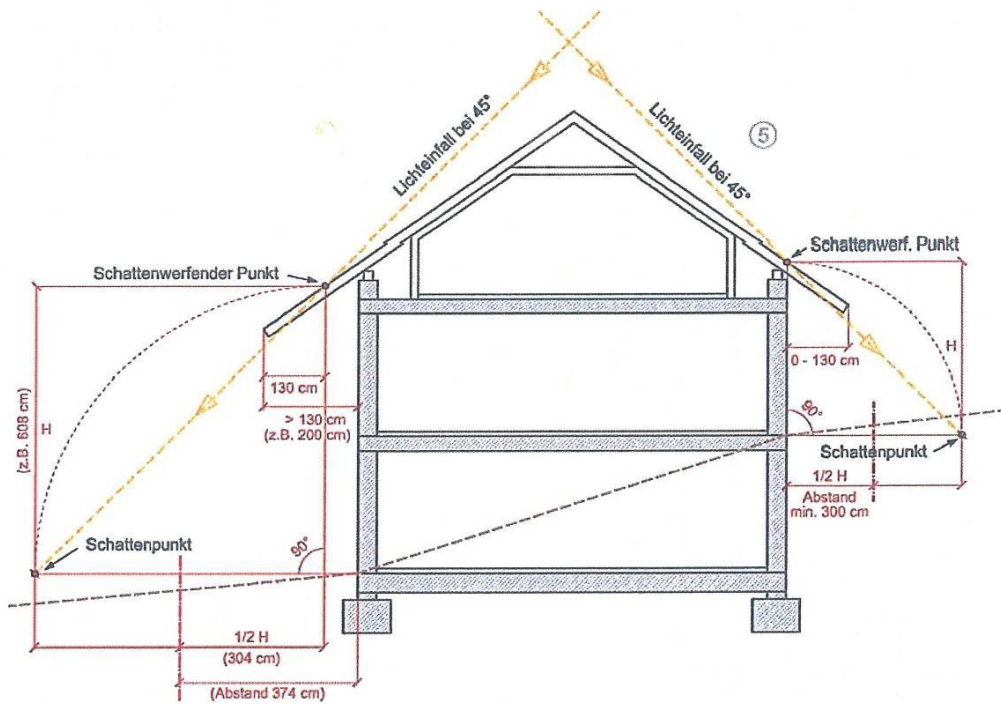 Lichteinfall bei 45°
Lichteinfall bei 45°
5
Schattenwerfender Punkt
Schattenwerf. Punkt
H
(z.B. 608 cm)
130 cm
> 130 cm
(z.B. 200 cm)
0 - 130 cm
H
90°
Schattenpunkt
1/2 H
Abstand
min. 300 cm
Schattenpunkt
90°
1/2 H
(304 cm)
(Abstand 374 cm)